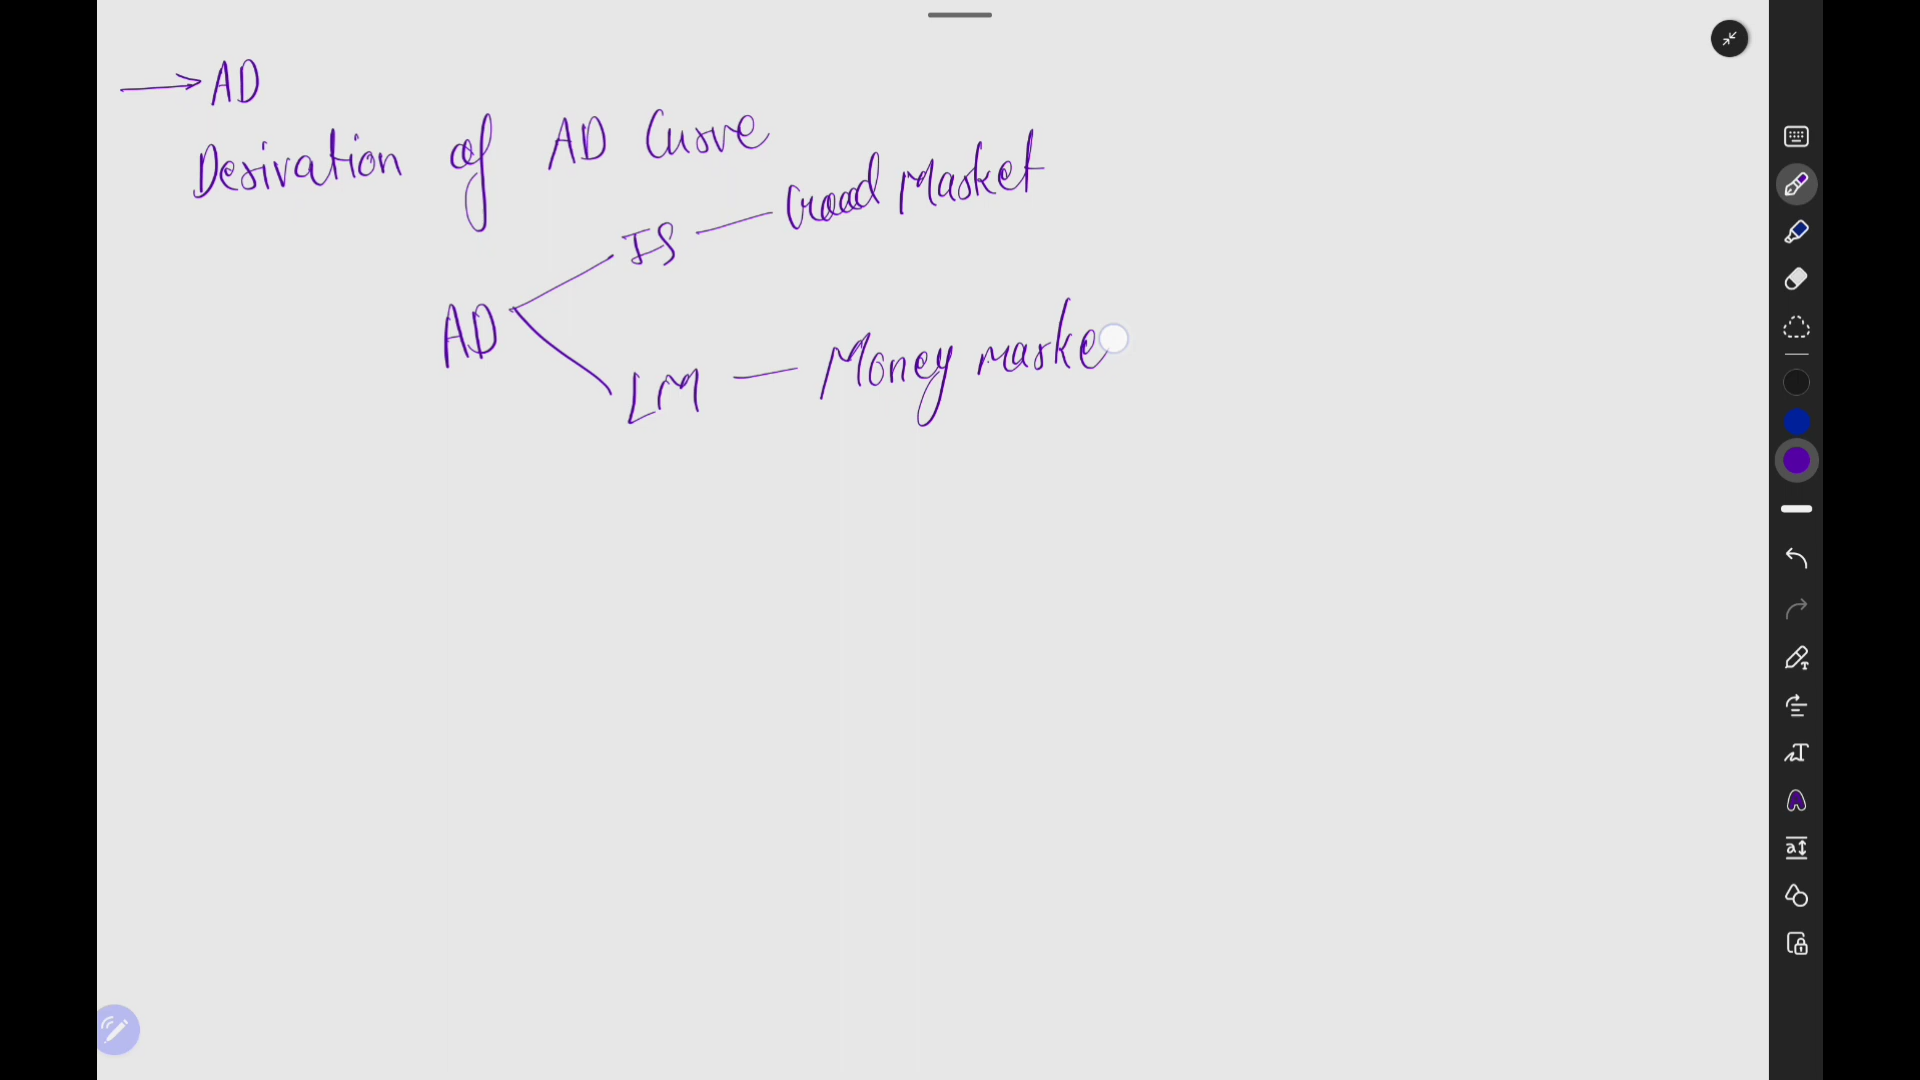 → AD
Derivation of AD Curve
IS — Good Market
AD
LM — Money marke